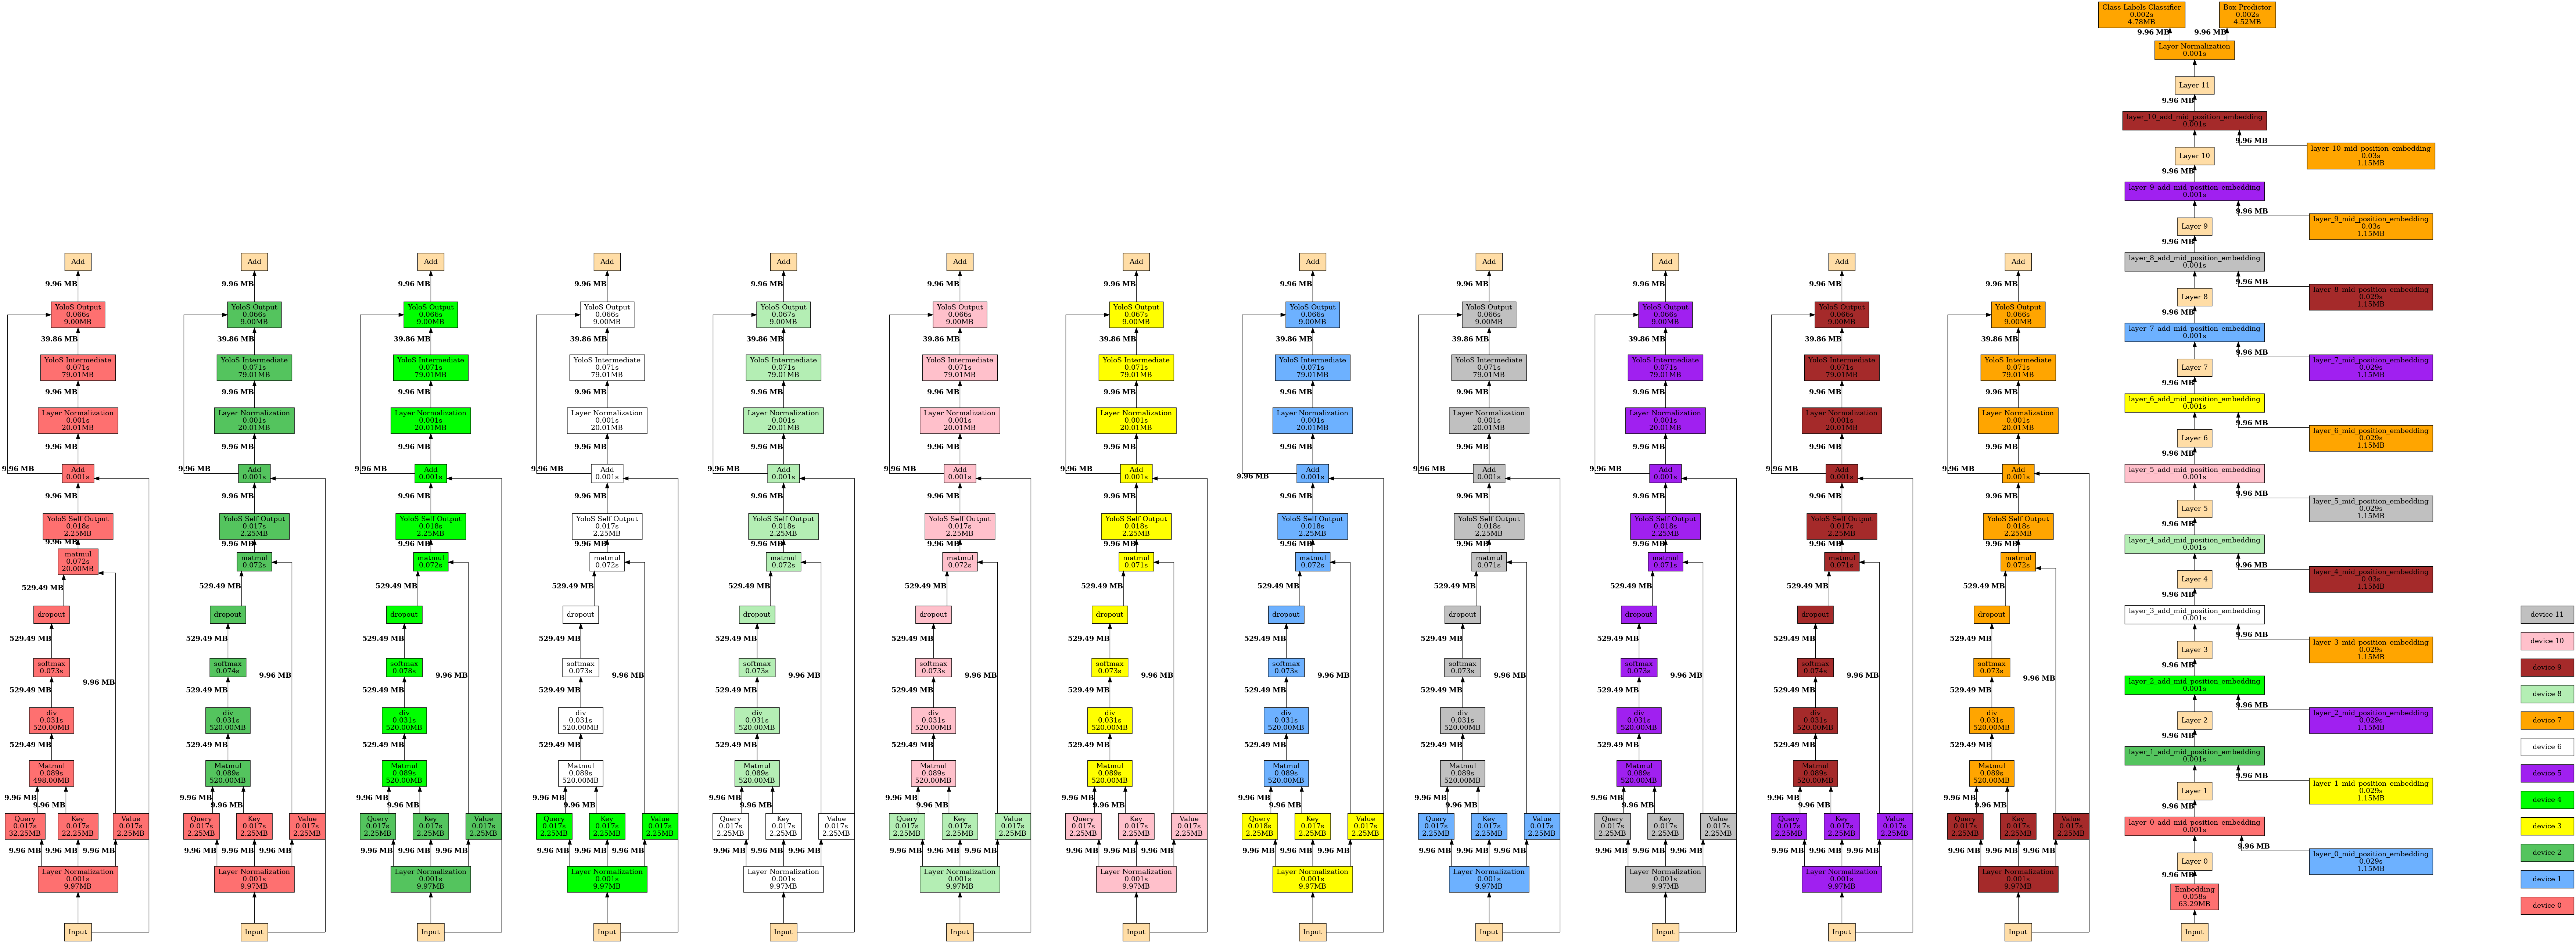 Add
9.96 MB
YoloS Output
0.066s
9.00MB
39.86 MB
YoloS Intermediate
0.071s
79.01MB
9.96 MB
Layer Normalization
0.001s
20.01MB
9.96 MB
9.96 MB
Add
0.001s
9.96 MB
YoloS Self Output
0.018s
2.25MB
9.96 MB
matmul
0.072s
20.00MB
529.49 MB
dropout
529.49 MB
softmax
0.073s
9.96 MB
529.49 MB
div
0.031s
520.00MB
529.49 MB
Matmul
0.089s
498.00MB
9.96 MB
9.96 MB
Query
0.017s
32.25MB
Key
0.017s
22.25MB
Value
0.017s
2.25MB
9.96 MB 9.96 MB 9.96 MB
Layer Normalization
0.001s
9.97MB
Input
Add
9.96 MB
YoloS Output
0.066s
9.00MB
39.86 MB
YoloS Intermediate
0.071s
79.01MB
9.96 MB
Layer Normalization
0.001s
20.01MB
9.96 MB
9.96 MB
Add
0.001s
9.96 MB
YoloS Self Output
0.017s
2.25MB
9.96 MB
matmul
0.072s
529.49 MB
dropout
529.49 MB
softmax
0.074s
9.96 MB
529.49 MB
div
0.031s
520.00MB
529.49 MB
Matmul
0.089s
520.00MB
9.96 MB
9.96 MB
Query
0.017s
2.25MB
Key
0.017s
2.25MB
Value
0.017s
2.25MB
9.96 MB 9.96 MB 9.96 MB
Layer Normalization
0.001s
9.97MB
Input
Add
9.96 MB
YoloS Output
0.066s
9.00MB
39.86 MB
YoloS Intermediate
0.071s
79.01MB
9.96 MB
Layer Normalization
0.001s
20.01MB
9.96 MB
9.96 MB
Add
0.001s
9.96 MB
YoloS Self Output
0.018s
2.25MB
9.96 MB
matmul
0.072s
529.49 MB
dropout
529.49 MB
softmax
0.078s
9.96 MB
529.49 MB
div
0.031s
520.00MB
529.49 MB
Matmul
0.089s
520.00MB
9.96 MB
9.96 MB
Query
0.017s
2.25MB
Key
0.017s
2.25MB
Value
0.017s
2.25MB
9.96 MB 9.96 MB 9.96 MB
Layer Normalization
0.001s
9.97MB
Input
Add
9.96 MB
YoloS Output
0.066s
9.00MB
39.86 MB
YoloS Intermediate
0.071s
79.01MB
9.96 MB
Layer Normalization
0.001s
20.01MB
9.96 MB
9.96 MB
Add
0.001s
9.96 MB
YoloS Self Output
0.017s
2.25MB
9.96 MB
matmul
0.072s
529.49 MB
dropout
529.49 MB
softmax
0.073s
9.96 MB
529.49 MB
div
0.031s
520.00MB
529.49 MB
Matmul
0.089s
520.00MB
9.96 MB
9.96 MB
Query
0.017s
2.25MB
Key
0.017s
2.25MB
Value
0.017s
2.25MB
9.96 MB 9.96 MB 9.96 MB
Layer Normalization
0.001s
9.97MB
Input
Add
9.96 MB
YoloS Output
0.067s
9.00MB
39.86 MB
YoloS Intermediate
0.071s
79.01MB
9.96 MB
Layer Normalization
0.001s
20.01MB
9.96 MB
9.96 MB
Add
0.001s
9.96 MB
YoloS Self Output
0.018s
2.25MB
9.96 MB
matmul
0.072s
529.49 MB
dropout
529.49 MB
softmax
0.073s
9.96 MB
529.49 MB
div
0.031s
520.00MB
529.49 MB
Matmul
0.089s
520.00MB
9.96 MB
9.96 MB
Query
0.017s
2.25MB
Key
0.017s
2.25MB
Value
0.017s
2.25MB
9.96 MB 9.96 MB 9.96 MB
Layer Normalization
0.001s
9.97MB
Input
Add
9.96 MB
YoloS Output
0.066s
9.00MB
39.86 MB
YoloS Intermediate
0.071s
79.01MB
9.96 MB
Layer Normalization
0.001s
20.01MB
9.96 MB
9.96 MB
Add
0.001s
9.96 MB
YoloS Self Output
0.017s
2.25MB
9.96 MB
matmul
0.072s
529.49 MB
dropout
529.49 MB
softmax
0.073s
9.96 MB
529.49 MB
div
0.031s
520.00MB
529.49 MB
Matmul
0.089s
520.00MB
9.96 MB
9.96 MB
Query
0.017s
2.25MB
Key
0.017s
2.25MB
Value
0.017s
2.25MB
9.96 MB 9.96 MB 9.96 MB
Layer Normalization
0.001s
9.97MB
Input
Add
9.96 MB
YoloS Output
0.067s
9.00MB
39.86 MB
YoloS Intermediate
0.071s
79.01MB
9.96 MB
Layer Normalization
0.001s
20.01MB
9.96 MB
9.96 MB
Add
0.001s
9.96 MB
YoloS Self Output
0.018s
2.25MB
9.96 MB
matmul
0.071s
529.49 MB
dropout
529.49 MB
softmax
0.073s
9.96 MB
529.49 MB
div
0.031s
520.00MB
529.49 MB
Matmul
0.089s
520.00MB
9.96 MB
9.96 MB
Query
0.017s
2.25MB
Key
0.017s
2.25MB
Value
0.017s
2.25MB
9.96 MB 9.96 MB 9.96 MB
Layer Normalization
0.001s
9.97MB
Input
Add
9.96 MB
YoloS Output
0.066s
9.00MB
39.86 MB
YoloS Intermediate
0.071s
79.01MB
9.96 MB
Layer Normalization
0.001s
20.01MB
9.96 MB
9.96 MB
Add
0.001s
9.96 MB
YoloS Self Output
0.018s
2.25MB
9.96 MB
matmul
0.072s
529.49 MB
dropout
529.49 MB
softmax
0.073s
9.96 MB
529.49 MB
div
0.031s
520.00MB
529.49 MB
Matmul
0.089s
520.00MB
9.96 MB
9.96 MB
Query
0.018s
2.25MB
Key
0.017s
2.25MB
Value
0.017s
2.25MB
9.96 MB 9.96 MB 9.96 MB
Layer Normalization
0.001s
9.97MB
Input
Add
9.96 MB
YoloS Output
0.066s
9.00MB
39.86 MB
YoloS Intermediate
0.071s
79.01MB
9.96 MB
Layer Normalization
0.001s
20.01MB
9.96 MB
9.96 MB
Add
0.001s
9.96 MB
YoloS Self Output
0.018s
2.25MB
9.96 MB
matmul
0.071s
529.49 MB
dropout
529.49 MB
softmax
0.073s
9.96 MB
529.49 MB
div
0.031s
520.00MB
529.49 MB
Matmul
0.089s
520.00MB
9.96 MB
9.96 MB
Query
0.017s
2.25MB
Key
0.017s
2.25MB
Value
0.017s
2.25MB
9.96 MB 9.96 MB 9.96 MB
Layer Normalization
0.001s
9.97MB
Input
Add
9.96 MB
YoloS Output
0.066s
9.00MB
39.86 MB
YoloS Intermediate
0.071s
79.01MB
9.96 MB
Layer Normalization
0.001s
20.01MB
9.96 MB
9.96 MB
Add
0.001s
9.96 MB
YoloS Self Output
0.018s
2.25MB
9.96 MB
matmul
0.071s
529.49 MB
dropout
529.49 MB
softmax
0.073s
9.96 MB
529.49 MB
div
0.031s
520.00MB
529.49 MB
Matmul
0.089s
520.00MB
9.96 MB
9.96 MB
Query
0.017s
2.25MB
Key
0.017s
2.25MB
Value
0.017s
2.25MB
9.96 MB 9.96 MB 9.96 MB
Layer Normalization
0.001s
9.97MB
Input
Add
9.96 MB
YoloS Output
0.066s
9.00MB
39.86 MB
YoloS Intermediate
0.071s
79.01MB
9.96 MB
Layer Normalization
0.001s
20.01MB
9.96 MB
9.96 MB
Add
0.001s
9.96 MB
YoloS Self Output
0.017s
2.25MB
9.96 MB
matmul
0.071s
529.49 MB
dropout
529.49 MB
softmax
0.074s
9.96 MB
529.49 MB
div
0.031s
520.00MB
529.49 MB
Matmul
0.089s
520.00MB
9.96 MB
9.96 MB
Query
0.017s
2.25MB
Key
0.017s
2.25MB
Value
0.017s
2.25MB
9.96 MB 9.96 MB 9.96 MB
Layer Normalization
0.001s
9.97MB
Input
Add
9.96 MB
YoloS Output
0.066s
9.00MB
39.86 MB
YoloS Intermediate
0.071s
79.01MB
9.96 MB
Layer Normalization
0.001s
20.01MB
9.96 MB
9.96 MB
Add
0.001s
9.96 MB
YoloS Self Output
0.018s
2.25MB
9.96 MB
matmul
0.072s
529.49 MB
dropout
529.49 MB
softmax
0.073s
9.96 MB
529.49 MB
div
0.031s
520.00MB
529.49 MB
Matmul
0.089s
520.00MB
9.96 MB
9.96 MB
Query
0.017s
2.25MB
Key
0.017s
2.25MB
Value
0.017s
2.25MB
9.96 MB 9.96 MB 9.96 MB
Layer Normalization
0.001s
9.97MB
Input
Class Labels Classifier
0.002s
4.78MB
Box Predictor
0.002s
4.52MB
9.96 MB 9.96 MB
Layer Normalization
0.001s
Layer 11
9.96 MB
layer_10_add_mid_position_embedding
0.001s
9.96 MB
layer_10_mid_position_embedding
0.03s
1.15MB
Layer 10
9.96 MB
layer_9_add_mid_position_embedding
0.001s
9.96 MB
layer_9_mid_position_embedding
0.03s
1.15MB
Layer 9
9.96 MB
layer_8_add_mid_position_embedding
0.001s
9.96 MB
layer_8_mid_position_embedding
0.029s
1.15MB
Layer 8
9.96 MB
layer_7_add_mid_position_embedding
0.001s
9.96 MB
layer_7_mid_position_embedding
0.029s
1.15MB
Layer 7
9.96 MB
layer_6_add_mid_position_embedding
0.001s
9.96 MB
layer_6_mid_position_embedding
0.029s
1.15MB
Layer 6
9.96 MB
layer_5_add_mid_position_embedding
0.001s
9.96 MB
layer_5_mid_position_embedding
0.029s
1.15MB
Layer 5
9.96 MB
layer_4_add_mid_position_embedding
0.001s
9.96 MB
layer_4_mid_position_embedding
0.03s
1.15MB
Layer 4
9.96 MB
layer_3_add_mid_position_embedding
0.001s
9.96 MB
layer_3_mid_position_embedding
0.029s
1.15MB
Layer 3
9.96 MB
layer_2_add_mid_position_embedding
0.001s
9.96 MB
layer_2_mid_position_embedding
0.029s
1.15MB
Layer 2
9.96 MB
layer_1_add_mid_position_embedding
0.001s
9.96 MB
layer_1_mid_position_embedding
0.029s
1.15MB
Layer 1
9.96 MB
layer_0_add_mid_position_embedding
0.001s
9.96 MB
layer_0_mid_position_embedding
0.029s
1.15MB
Layer 0
9.96 MB
Embedding
0.058s
63.29MB
Input
device 11
device 10
device 9
device 8
device 7
device 6
device 5
device 4
device 3
device 2
device 1
device 0